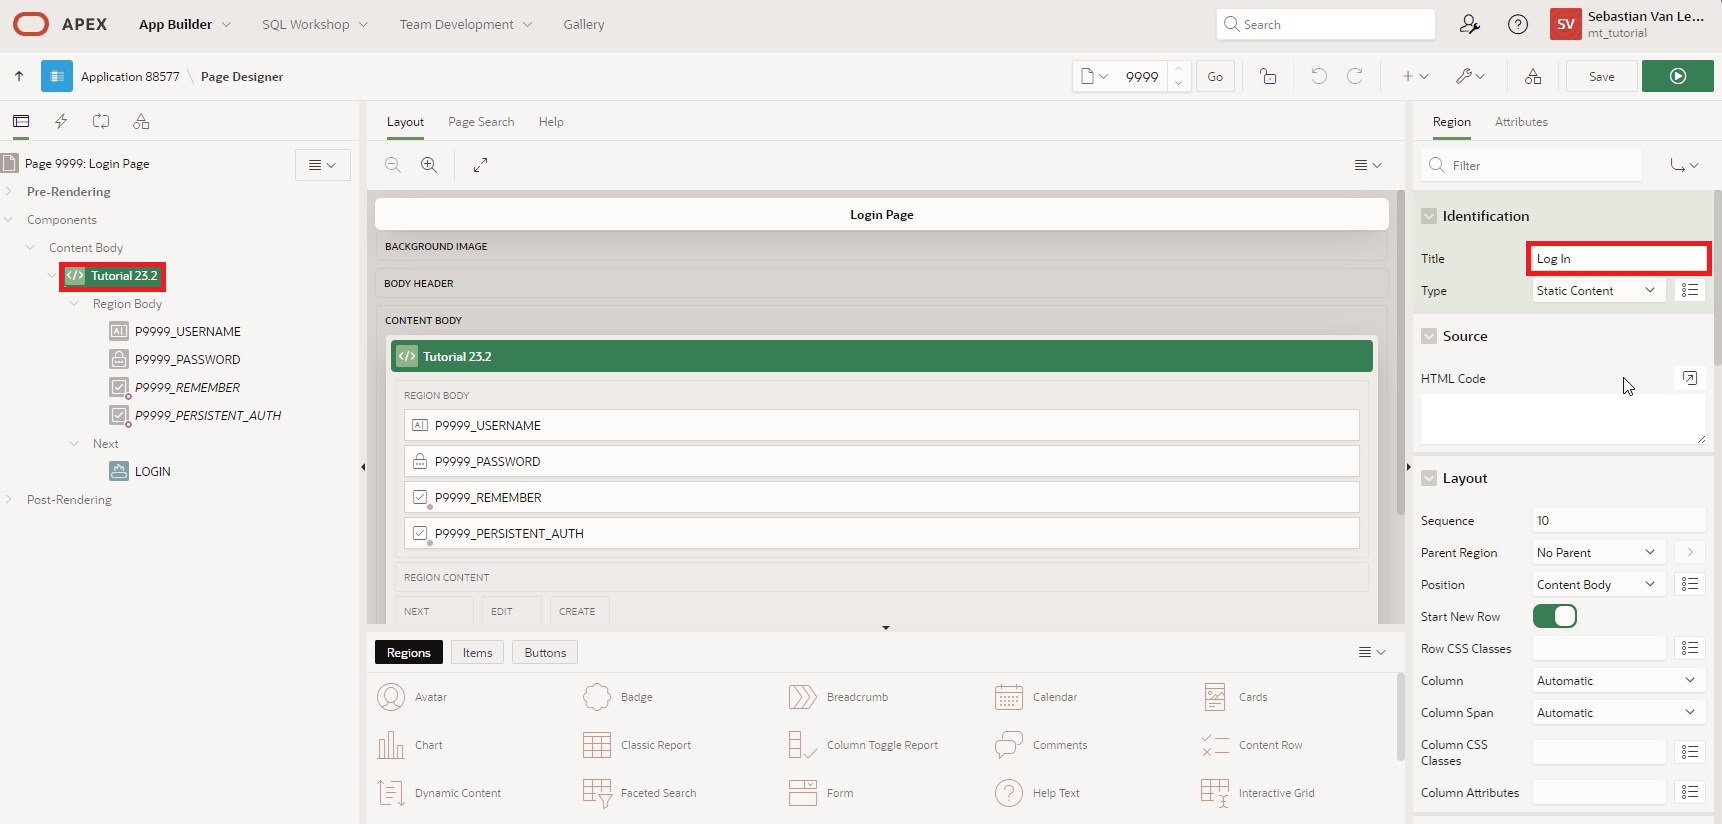 APEX App Builder SQL Workshop Team Development Gallery Search SV Sebastian Van Le...
mt_tutorial
Application 88577 \ Page Designer 9999 Go Save
Layout Page Search Help
Region Attributes
Page 9999: Login Page
Filter
Pre-Rendering
Components
Content Body
</> Tutorial 23.2
Region Body
P9999_USERNAME
P9999_PASSWORD
P9999_REMEMBER
P9999_PERSISTENT_AUTH
Next
LOGIN
Post-Rendering
Login Page
BACKGROUND IMAGE
BODY HEADER
CONTENT BODY
</> Tutorial 23.2
REGION BODY
P9999_USERNAME
P9999_PASSWORD
P9999_REMEMBER
P9999_PERSISTENT_AUTH
REGION CONTENT
NEXT EDIT CREATE
Regions Items Buttons
Avatar Badge Breadcrumb Calendar Cards
Chart Classic Report Column Toggle Report Comments Content Row
Dynamic Content Faceted Search Form Help Text Interactive Grid
Identification
Title Log In
Type Static Content
Source
HTML Code
Layout
Sequence 10
Parent Region No Parent
Position Content Body
Start New Row
Row CSS Classes
Column Automatic
Column Span Automatic
Column CSS
Classes
Column Attributes